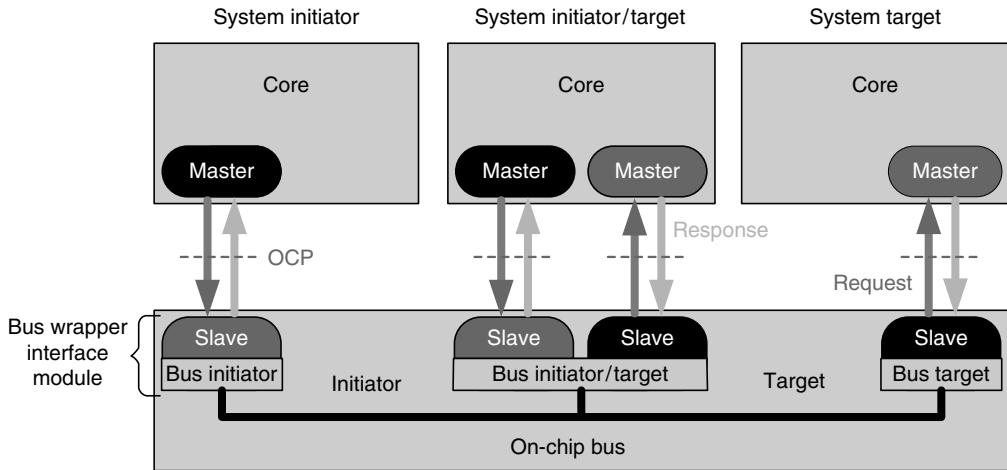 System initiator
System initiator/target
System target
Core
Core
Core
Master
Master
Master
Master
OCP
Response
Request
Bus wrapper
interface
module
Slave
Slave
Slave
Slave
Bus initiator
Initiator
Bus initiator/target
Target
Bus target
On-chip bus